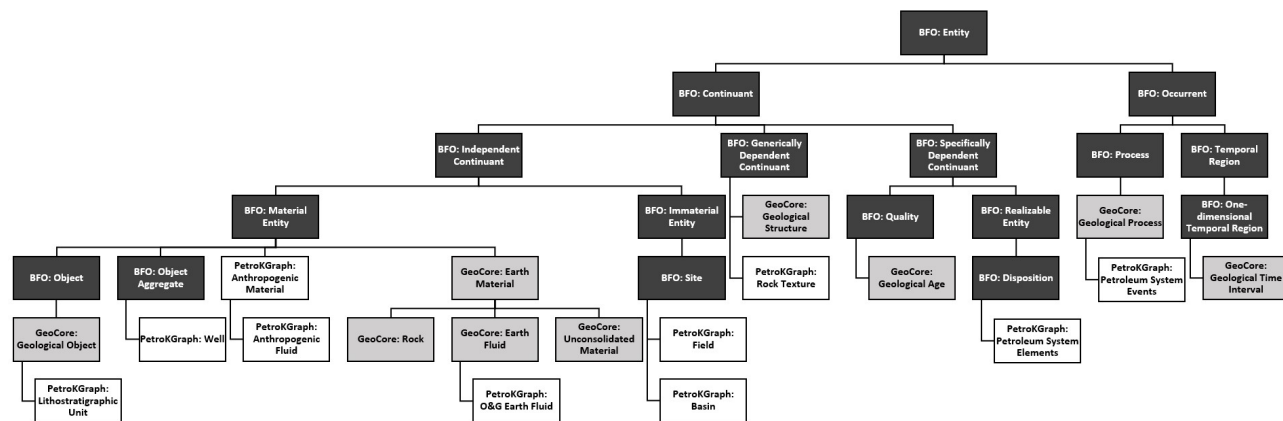 BFO: Entity
BFO: Continuant
BFO: Occurrent
BFO: Independent
Continuant
BFO: Generically
Dependent Continuant
BFO: Specifically
Dependent
Continuant
BFO: Process
BFO: Temporal
Region
BFO: Material
Entity
BFO: Immaterial
Entity
GeoCore:
Geological
Structure
BFO: Quality
BFO: Realizable
Entity
GeoCore:
Geological Process
BFO: One-
dimensional
Temporal Region
BFO: Object
BFO: Object
Aggregate
PetroKGraph:
Anthropogenic
Material
GeoCore: Earth
Material
BFO: Site
PetroKGraph:
Rock Texture
GeoCore:
Geological Age
BFO: Disposition
PetroKGraph:
Petroleum System
Events
GeoCore:
Geological Time
Interval
GeoCore:
Geological Object
PetroKGraph: Well
PetroKGraph:
Anthropogenic
Fluid
GeoCore: Rock
GeoCore: Earth
Fluid
GeoCore:
Unconsolidated
Material
PetroKGraph:
Field
PetroKGraph:
Petroleum System
Elements
PetroKGraph:
Lithostratigraphic
Unit
PetroKGraph:
O&G Earth Fluid
PetroKGraph:
Basin